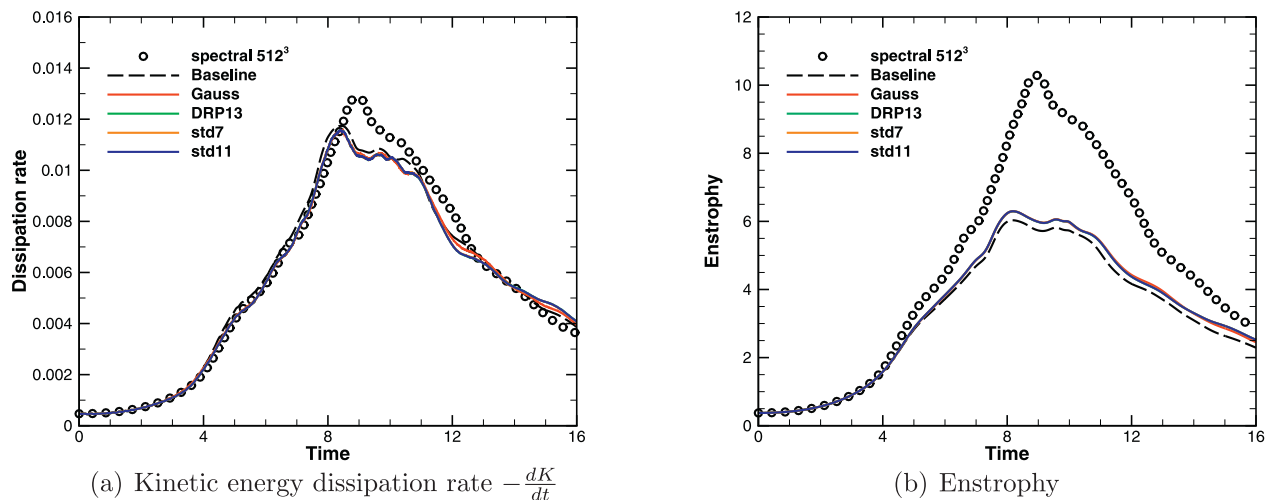 0.016
0.014
0.012
0.01
0.008
0.006
0.004
0.002
0
Dissipation rate
spectral 512³
Baseline
Gauss
DRP13
std7
std11
0 4 8 12 16
Time
(a) Kinetic energy dissipation rate −dK/dt
12
10
8
6
4
2
0
Enstrophy
spectral 512³
Baseline
Gauss
DRP13
std7
std11
0 4 8 12 16
Time
(b) Enstrophy